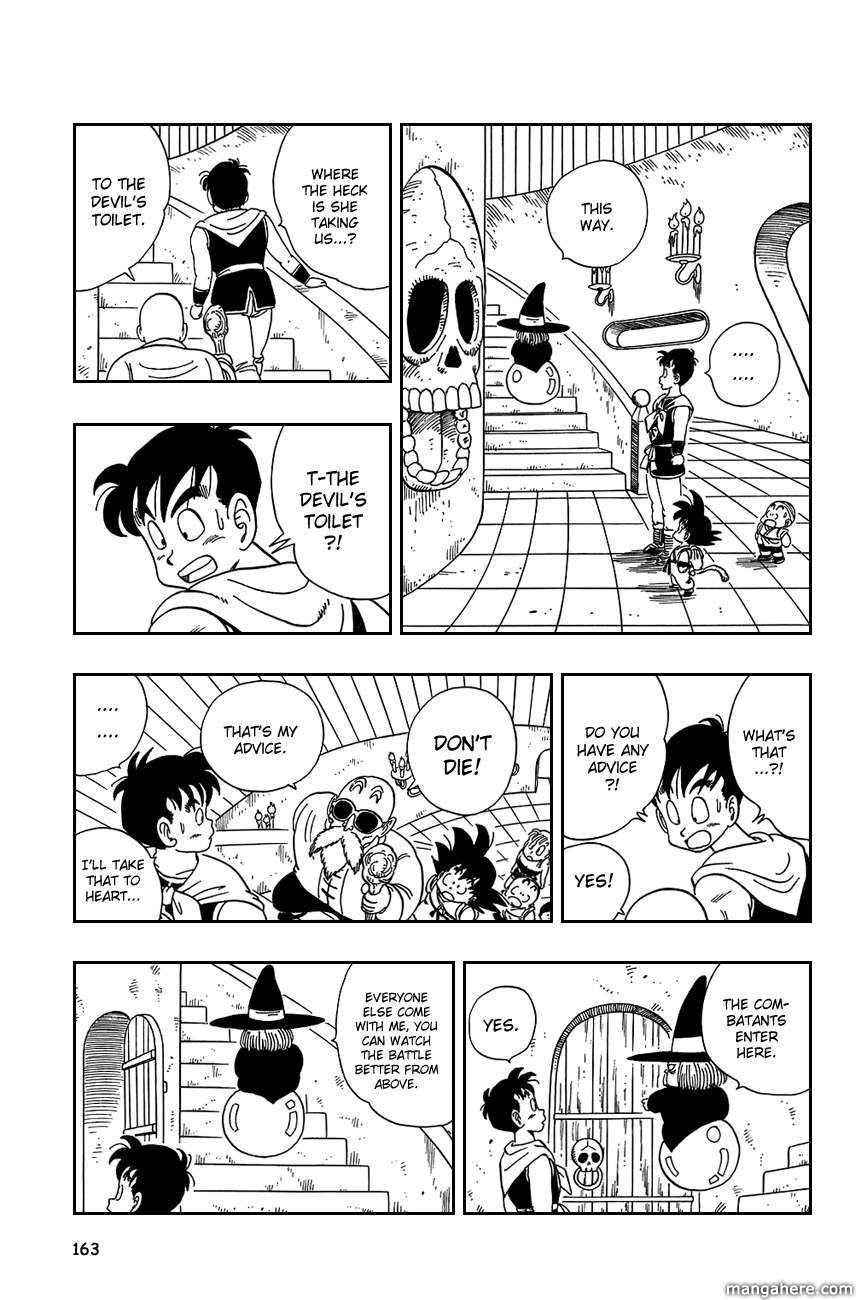 THIS
WAY.
....
....
WHERE
THE HECK
IS SHE
TAKING
US...?
TO THE
DEVIL'S
TOILET.
T-THE
DEVIL'S
TOILET
?!
WHAT'S
THAT
...?!
DO YOU
HAVE ANY
ADVICE
?!
YES!
DON'T
DIE!
THAT'S MY
ADVICE.
....
....
I'LL TAKE
THAT TO
HEART...
THE COM-
BATANTS
ENTER
HERE.
YES.
EVERYONE
ELSE COME
WITH ME, YOU
CAN WATCH
THE BATTLE
BETTER FROM
ABOVE.
163
mangahere.com